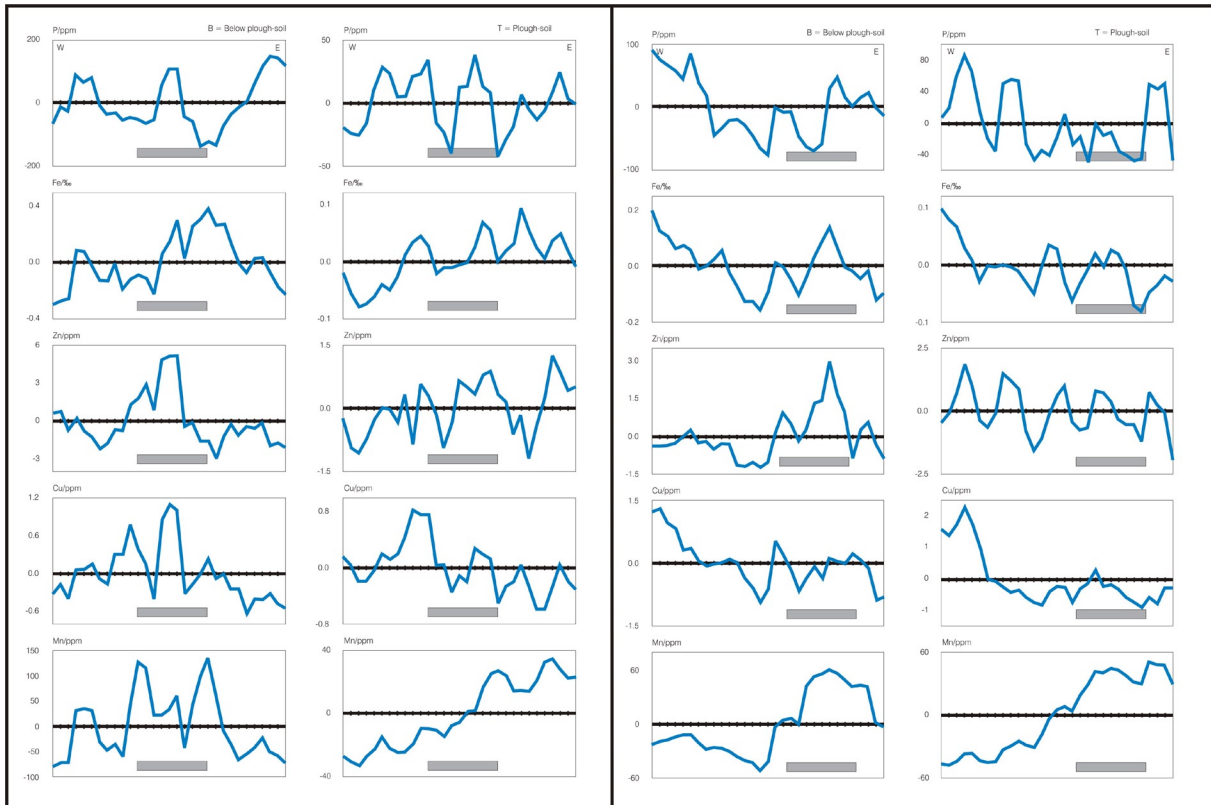 P/ppm B = Below plough-soil
200
W E
0
-200
P/ppm T = Plough-soil
50
W E
0
-50
Fe/‰
0.4
0.0
-0.4
Fe/‰
0.1
0.0
-0.1
Zn/ppm
6
3
0
-3
Zn/ppm
1.5
0.0
-1.5
Cu/ppm
1.2
0.6
0.0
-0.6
Cu/ppm
0.8
0.0
-0.8
Mn/ppm
150
100
50
0
-50
-100
Mn/ppm
40
0
-40
P/ppm B = Below plough-soil
100
W E
0
-100
P/ppm T = Plough-soil
W E
80
40
0
-40
Fe/‰
0.2
0.0
-0.2
Fe/‰
0.1
0.0
-0.1
Zn/ppm
3.0
1.5
0.0
-1.5
Zn/ppm
2.5
0.0
-2.5
Cu/ppm
1.5
0.0
-1.5
Cu/ppm
2
1
0
-1
Mn/ppm
60
0
-60
Mn/ppm
60
0
-60